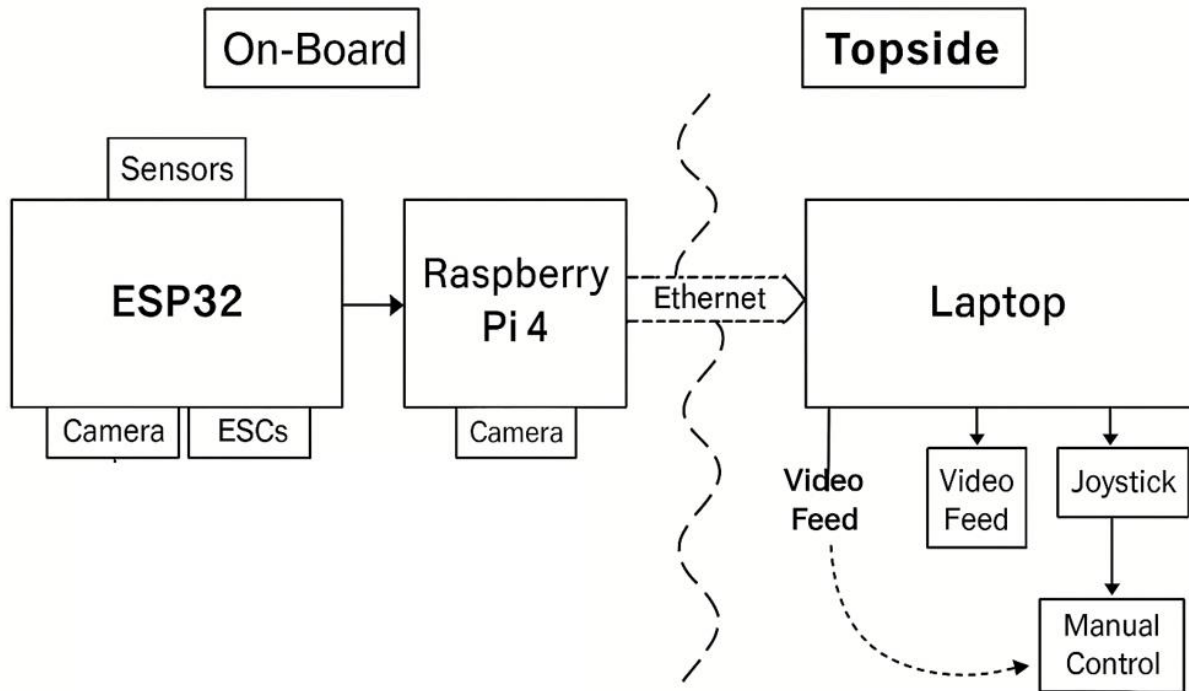 On-Board
Topside
Sensors
ESP32
Camera
ESCs
Raspberry
Pi 4
Camera
Ethernet
Laptop
Video
Feed
Video
Feed
Joystick
Manual
Control